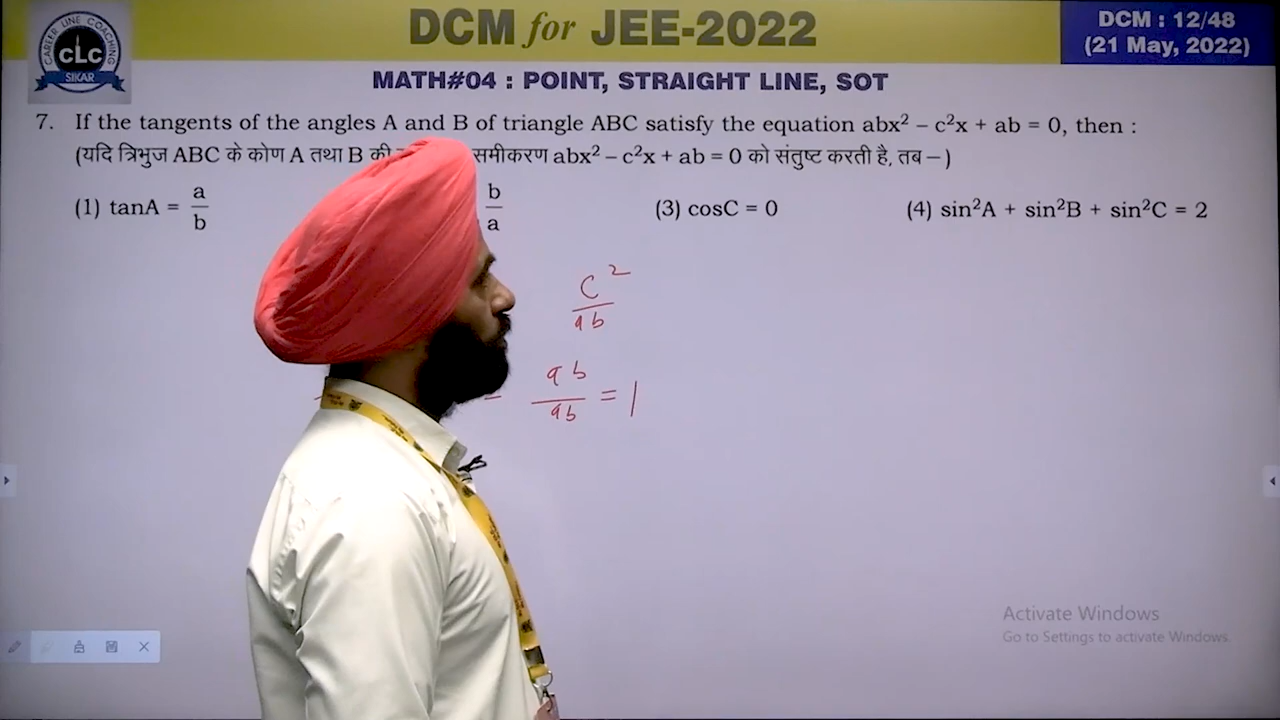 CAREER LINE COACHING
CLC
SIKAR
DCM for JEE-2022
DCM : 12/48
(21 May, 2022)
MATH#04 : POINT, STRAIGHT LINE, SOT
7. If the tangents of the angles A and B of triangle ABC satisfy the equation abx² – c²x + ab = 0, then :
(यदि त्रिभुज ABC के कोण A तथा B की समीकरण abx² – c²x + ab = 0 को संतुष्ट करती है, तब –)
(1) tanA = a/b b/a (3) cosC = 0 (4) sin²A + sin²B + sin²C = 2
c²/ab
ab/ab = 1
Activate Windows
Go to Settings to activate Windows.